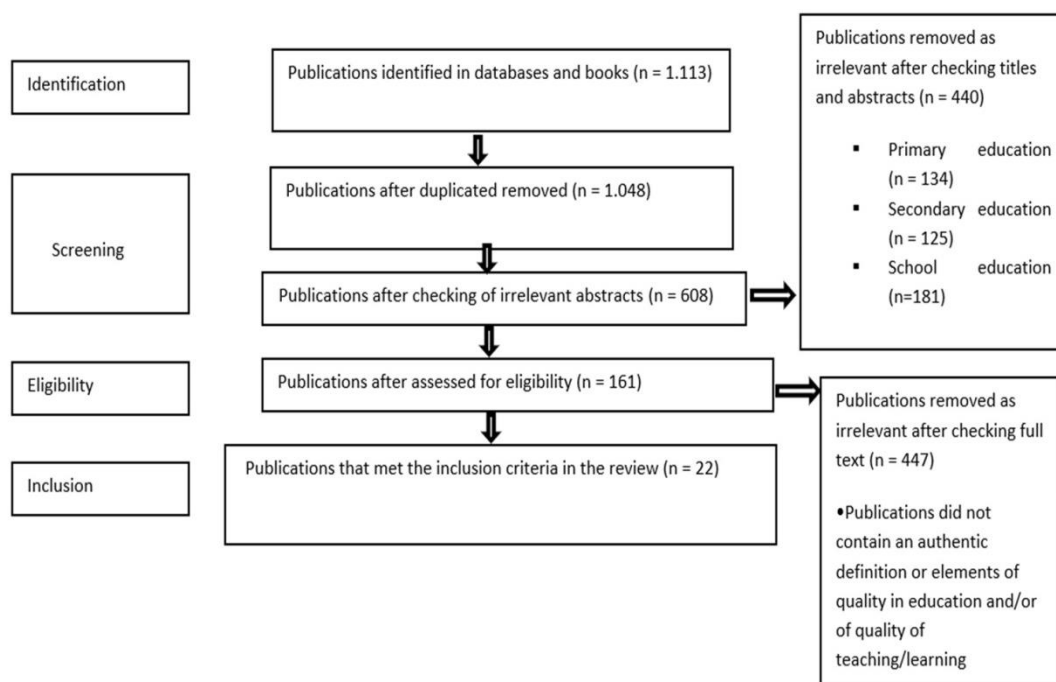 Identification
Publications identified in databases and books (n = 1.113)
Publications removed as
irrelevant after checking titles
and abstracts (n = 440)
▪ Primary education
(n = 134)
▪ Secondary education
(n = 125)
▪ School education
(n=181)
Screening
Publications after duplicated removed (n = 1.048)
Publications after checking of irrelevant abstracts (n = 608)
Eligibility
Publications after assessed for eligibility (n = 161)
Publications removed as
irrelevant after checking full
text (n = 447)
•Publications did not
contain an authentic
definition or elements of
quality in education and/or
of quality of
teaching/learning
Inclusion
Publications that met the inclusion criteria in the review (n = 22)